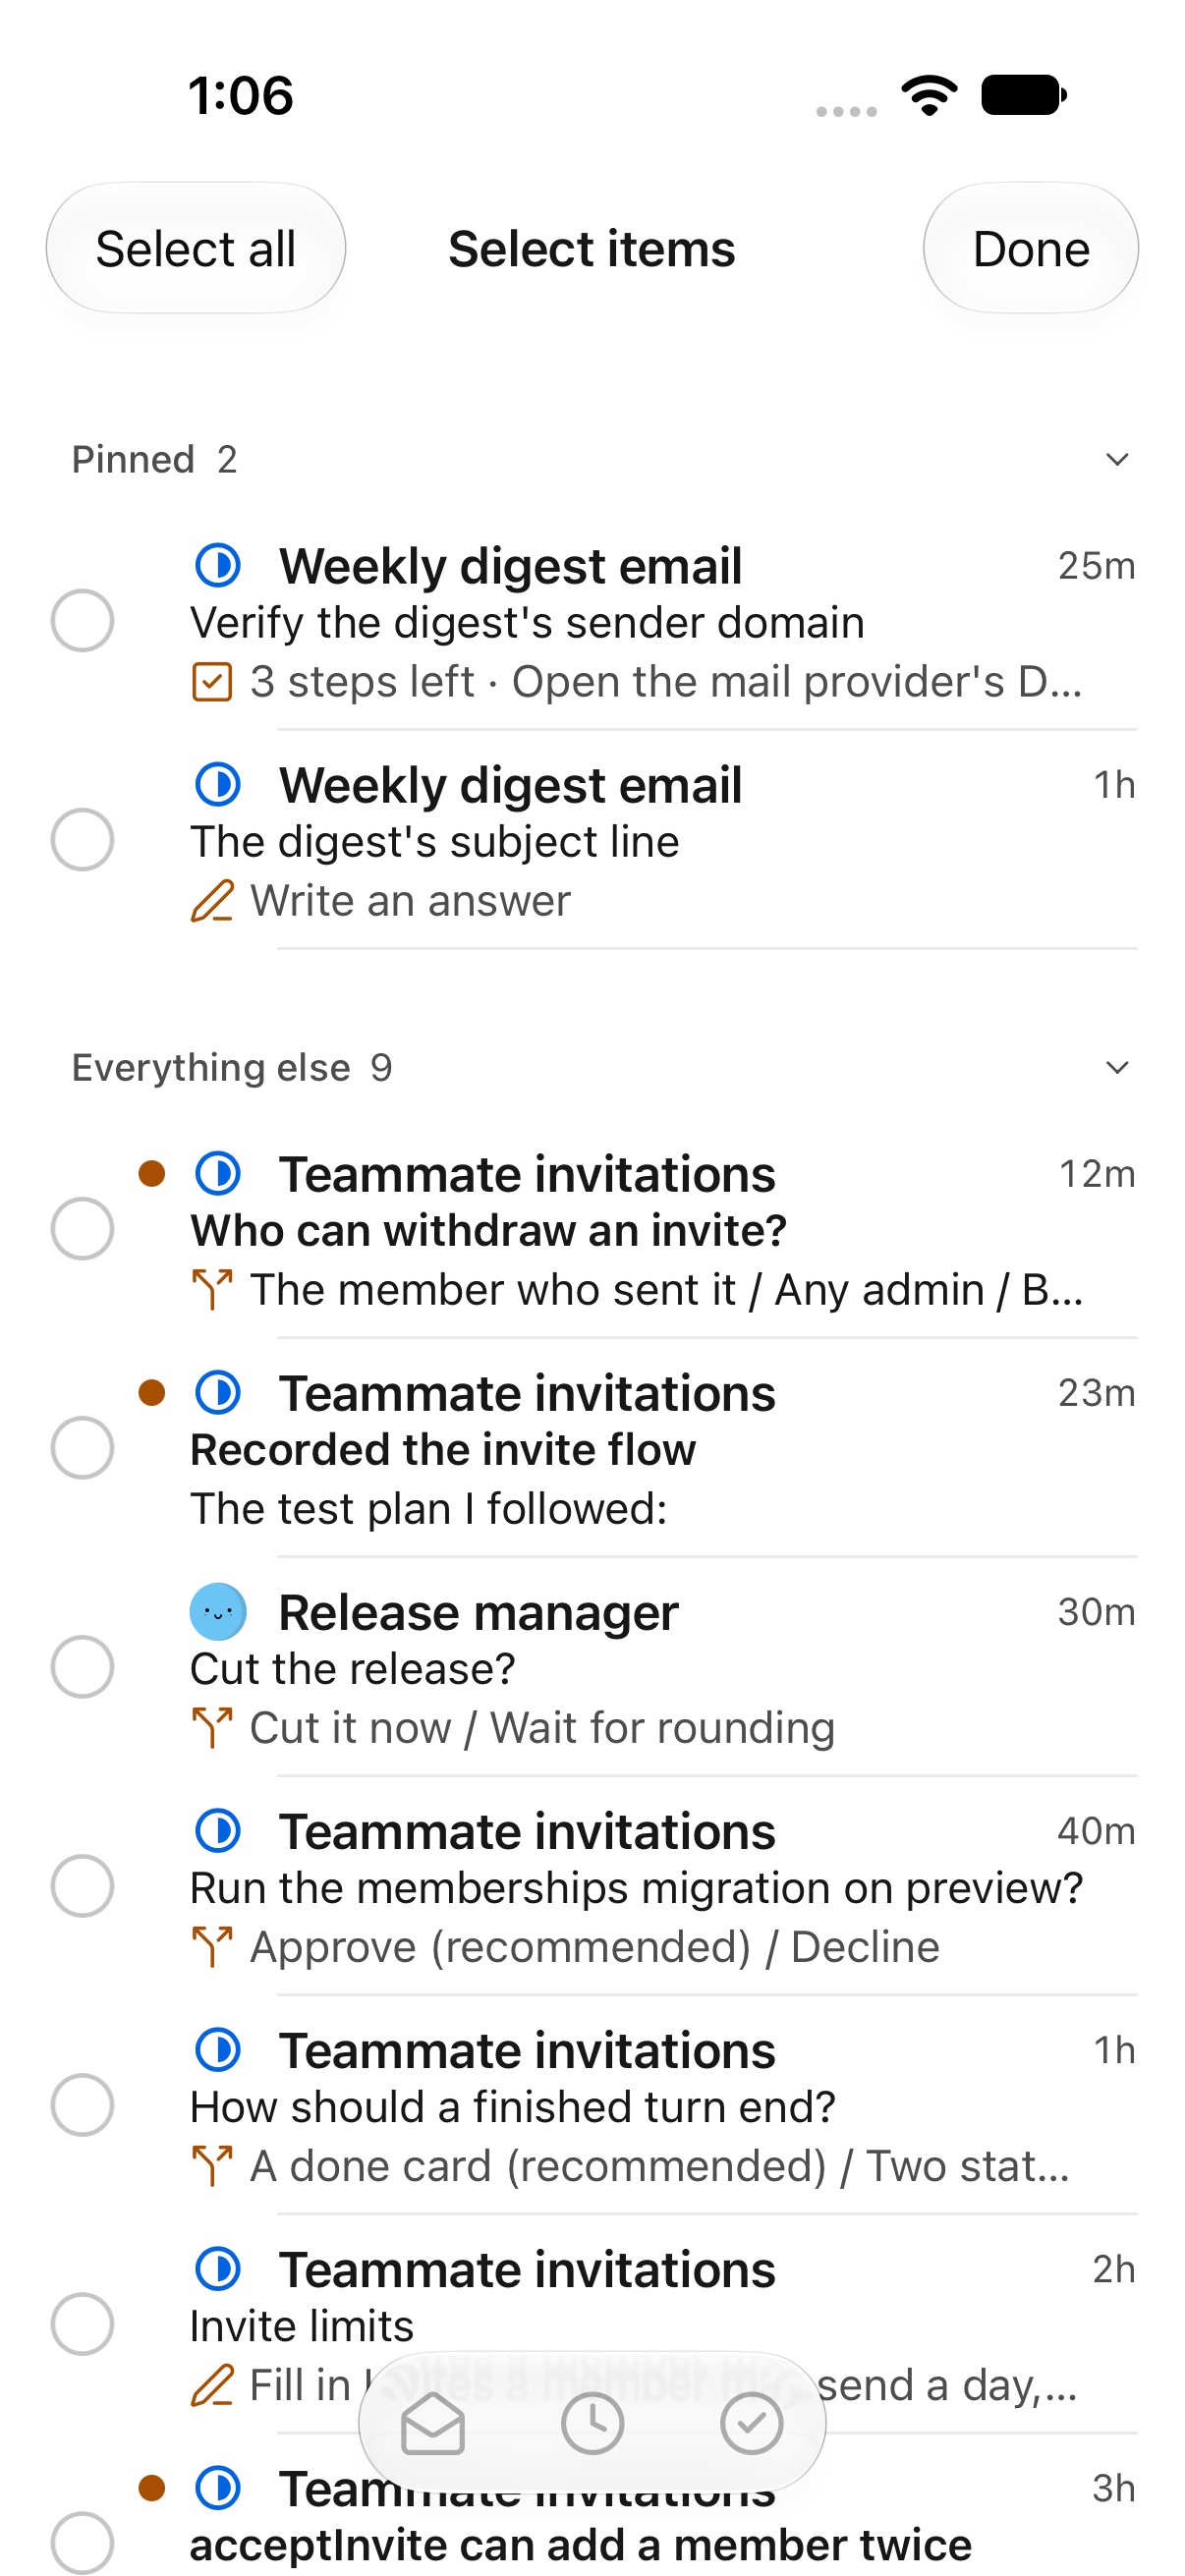 1:06
Select all
Select items
Done
Pinned 2
Weekly digest email 25m
Verify the digest's sender domain
3 steps left · Open the mail provider's D...
Weekly digest email 1h
The digest's subject line
Write an answer
Everything else 9
Teammate invitations 12m
Who can withdraw an invite?
The member who sent it / Any admin / B...
Teammate invitations 23m
Recorded the invite flow
The test plan I followed:
Release manager 30m
Cut the release?
Cut it now / Wait for rounding
Teammate invitations 40m
Run the memberships migration on preview?
Approve (recommended) / Decline
Teammate invitations 1h
How should a finished turn end?
A done card (recommended) / Two stat...
Teammate invitations 2h
Invite limits
Fill in a member send a day,...
Teammate invitations 3h
acceptInvite can add a member twice